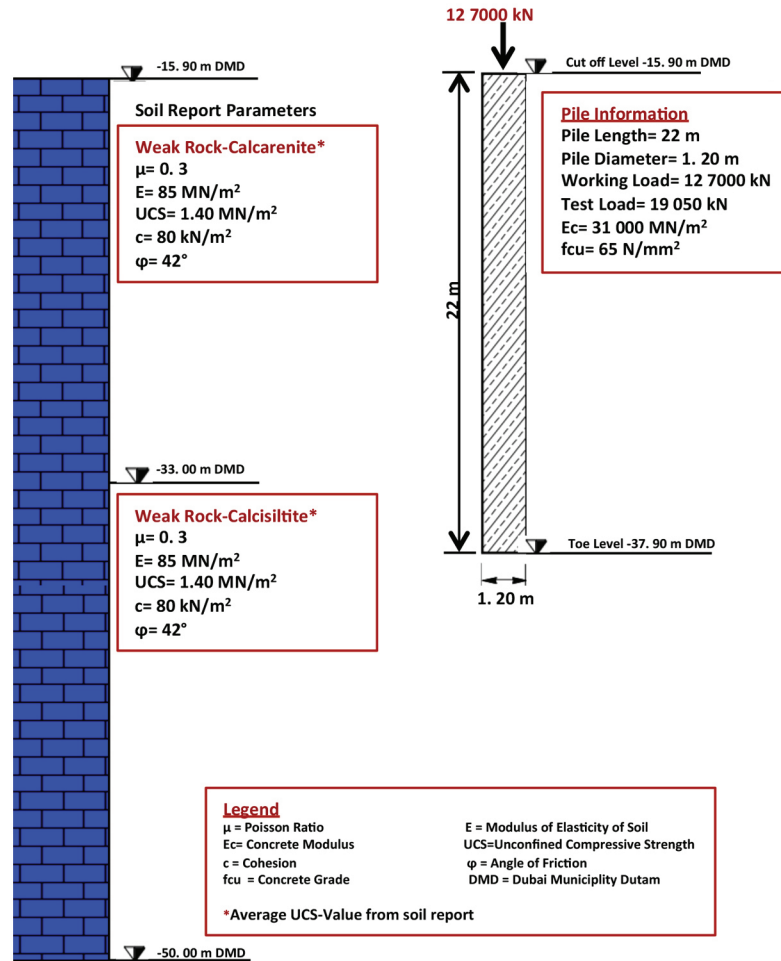 12 7000 kN
-15. 90 m DMD
Cut off Level -15. 90 m DMD
Soil Report Parameters
Weak Rock-Calcarenite*
μ= 0. 3
E= 85 MN/m²
UCS= 1.40 MN/m²
c= 80 kN/m²
φ= 42°
Pile Information
Pile Length= 22 m
Pile Diameter= 1. 20 m
Working Load= 12 7000 kN
Test Load= 19 050 kN
Ec= 31 000 MN/m²
fcu= 65 N/mm²
22 m
-33. 00 m DMD
Weak Rock-Calcisiltite*
μ= 0. 3
E= 85 MN/m²
UCS= 1.40 MN/m²
c= 80 kN/m²
φ= 42°
Toe Level -37. 90 m DMD
1. 20 m
Legend
μ = Poisson Ratio
Ec= Concrete Modulus
c = Cohesion
fcu = Concrete Grade
E = Modulus of Elasticity of Soil
UCS=Unconfined Compressive Strength
φ = Angle of Friction
DMD = Dubai Municiplity Dutam
*Average UCS-Value from soil report
-50. 00 m DMD